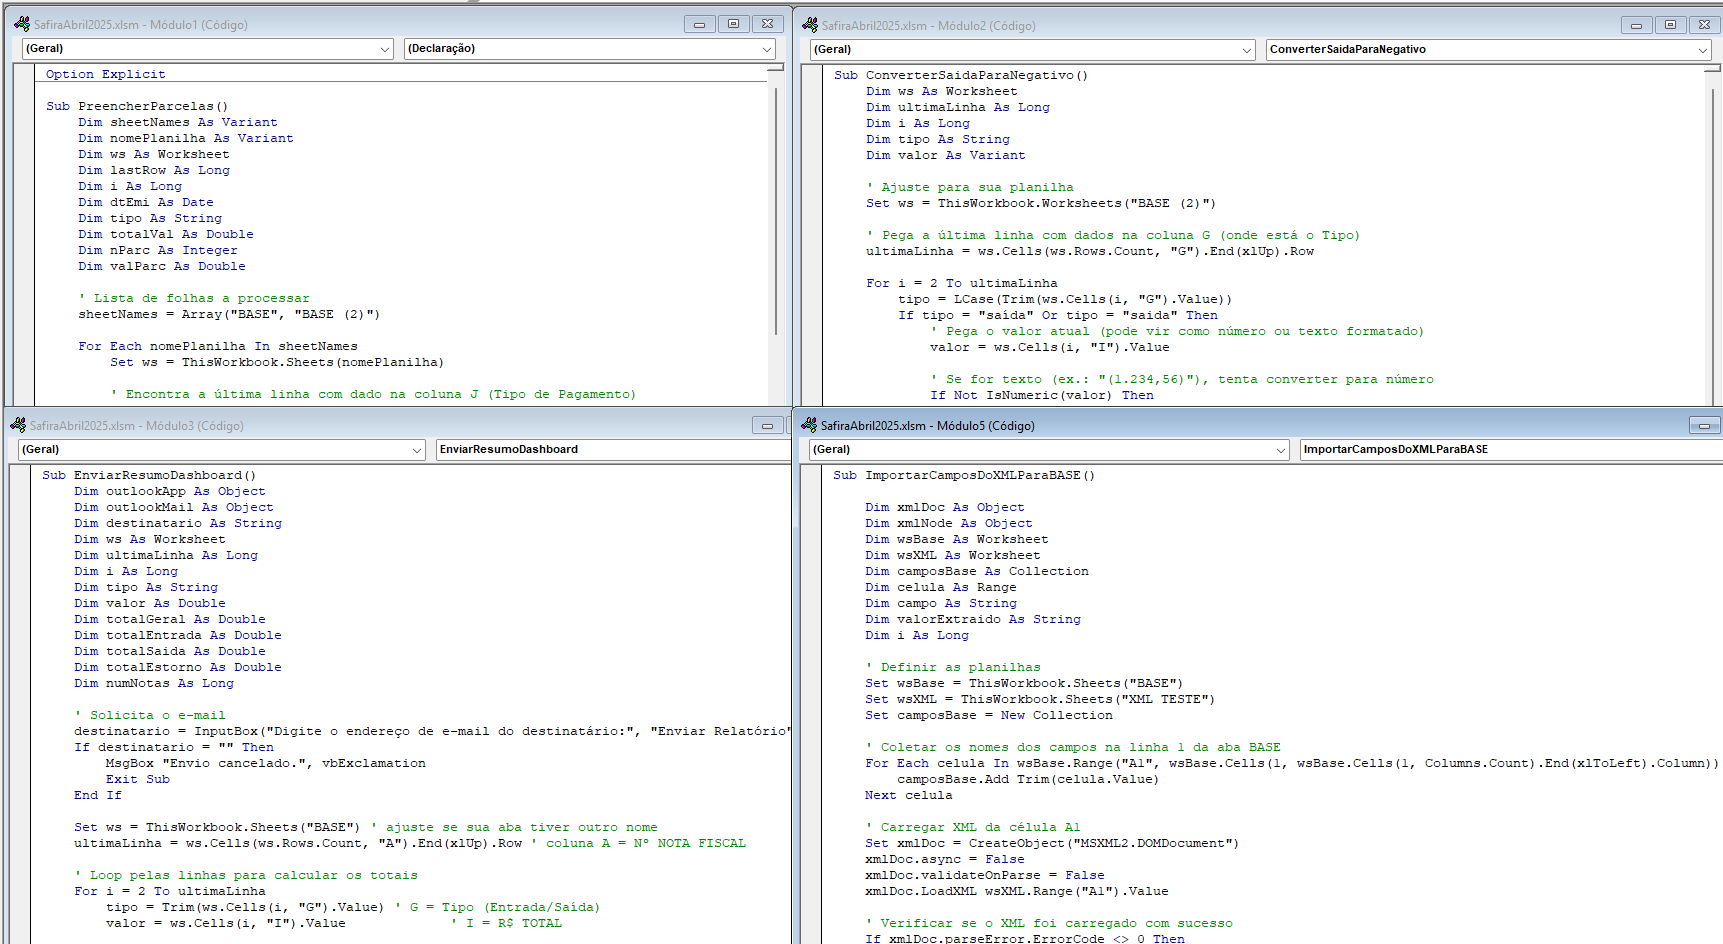 SafiraAbril2025.xlsm - Módulo1 (Código)
(Geral)
(Declaração)
Option Explicit
Sub PreencherParcelas()
Dim sheetNames As Variant
Dim nomePlanilha As Variant
Dim ws As Worksheet
Dim lastRow As Long
Dim i As Long
Dim dtEmi As Date
Dim tipo As String
Dim totalVal As Double
Dim nParc As Integer
Dim valParc As Double
' Lista de folhas a processar
sheetNames = Array("BASE", "BASE (2)")
For Each nomePlanilha In sheetNames
Set ws = ThisWorkbook.Sheets(nomePlanilha)
' Encontra a última linha com dado na coluna J (Tipo de Pagamento)
SafiraAbril2025.xlsm - Módulo2 (Código)
(Geral)
ConverterSaidaParaNegativo
Sub ConverterSaidaParaNegativo()
Dim ws As Worksheet
Dim ultimaLinha As Long
Dim i As Long
Dim tipo As String
Dim valor As Variant
' Ajuste para sua planilha
Set ws = ThisWorkbook.Worksheets("BASE (2)")
' Pega a última linha com dados na coluna G (onde está o Tipo)
ultimaLinha = ws.Cells(ws.Rows.Count, "G").End(xlUp).Row
For i = 2 To ultimaLinha
tipo = LCase(Trim(ws.Cells(i, "G").Value))
If tipo = "saída" Or tipo = "saida" Then
' Pega o valor atual (pode vir como número ou texto formatado)
valor = ws.Cells(i, "I").Value
' Se for texto (ex.: "(1.234,56)"), tenta converter para número
If Not IsNumeric(valor) Then
SafiraAbril2025.xlsm - Módulo3 (Código)
(Geral)
EnviarResumoDashboard
Sub EnviarResumoDashboard()
Dim outlookApp As Object
Dim outlookMail As Object
Dim destinatario As String
Dim ws As Worksheet
Dim ultimaLinha As Long
Dim i As Long
Dim tipo As String
Dim valor As Double
Dim totalGeral As Double
Dim totalEntrada As Double
Dim totalSaida As Double
Dim totalEstorno As Double
Dim numNotas As Long
' Solicita o e-mail
destinatario = InputBox("Digite o endereço de e-mail do destinatário:", "Enviar Relatório"
If destinatario = "" Then
MsgBox "Envio cancelado.", vbExclamation
Exit Sub
End If
Set ws = ThisWorkbook.Sheets("BASE") ' ajuste se sua aba tiver outro nome
ultimaLinha = ws.Cells(ws.Rows.Count, "A").End(xlUp).Row ' coluna A = Nº NOTA FISCAL
' Loop pelas linhas para calcular os totais
For i = 2 To ultimaLinha
tipo = Trim(ws.Cells(i, "G").Value) ' G = Tipo (Entrada/Saída)
valor = ws.Cells(i, "I").Value ' I = R$ TOTAL
SafiraAbril2025.xlsm - Módulo5 (Código)
(Geral)
ImportarCamposDoXMLParaBASE
Sub ImportarCamposDoXMLParaBASE()
Dim xmlDoc As Object
Dim xmlNode As Object
Dim wsBase As Worksheet
Dim wsXML As Worksheet
Dim camposBase As Collection
Dim celula As Range
Dim campo As String
Dim valorExtraido As String
Dim i As Long
' Definir as planilhas
Set wsBase = ThisWorkbook.Sheets("BASE")
Set wsXML = ThisWorkbook.Sheets("XML TESTE")
Set camposBase = New Collection
' Coletar os nomes dos campos na linha 1 da aba BASE
For Each celula In wsBase.Range("A1", wsBase.Cells(1, wsBase.Cells(1, Columns.Count).End(xlToLeft).Column))
camposBase.Add Trim(celula.Value)
Next celula
' Carregar XML da célula A1
Set xmlDoc = CreateObject("MSXML2.DOMDocument")
xmlDoc.async = False
xmlDoc.validateOnParse = False
xmlDoc.LoadXML wsXML.Range("A1").Value
' Verificar se o XML foi carregado com sucesso
If xmlDoc.parseError.ErrorCode <> 0 Then